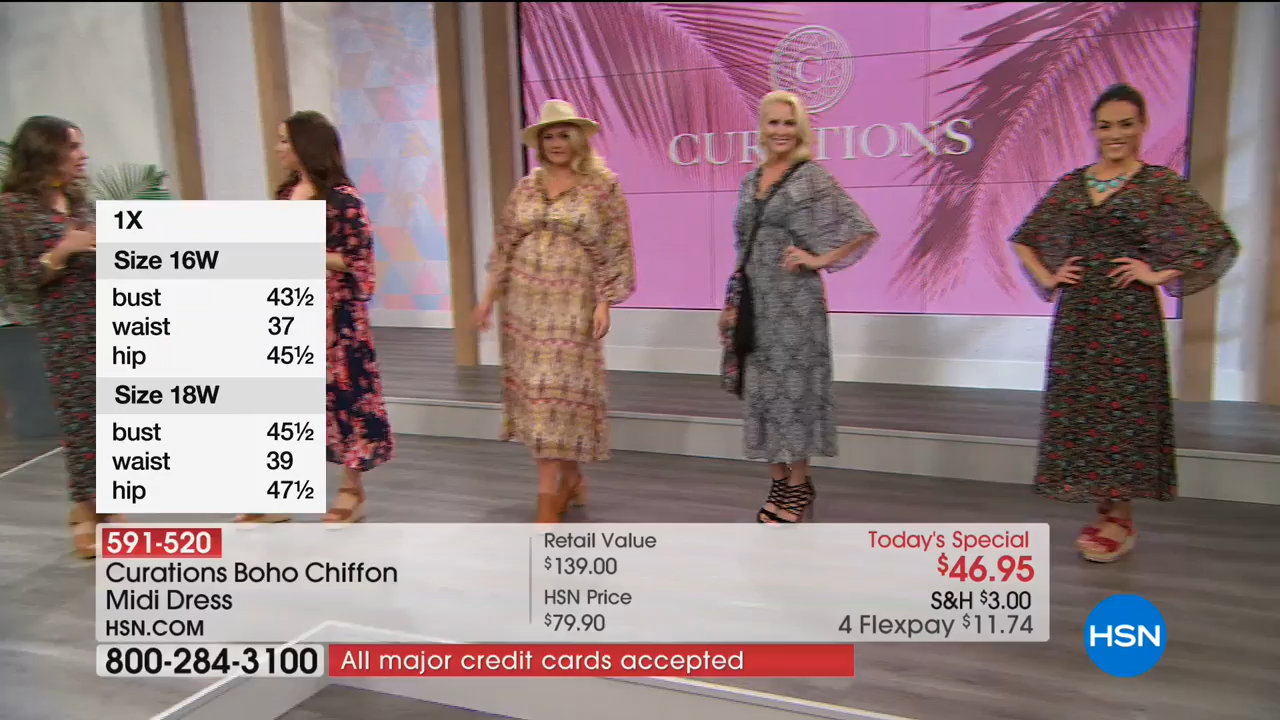 C
CURATIONS
1X
Size 16W
bust 43½
waist 37
hip 45½
Size 18W
bust 45½
waist 39
hip 47½
591-520
Curations Boho Chiffon
Midi Dress
HSN.COM
Retail Value
$139.00
HSN Price
$79.90
Today's Special
$46.95
S&H $3.00
4 Flexpay $11.74
HSN
800-284-3100
All major credit cards accepted